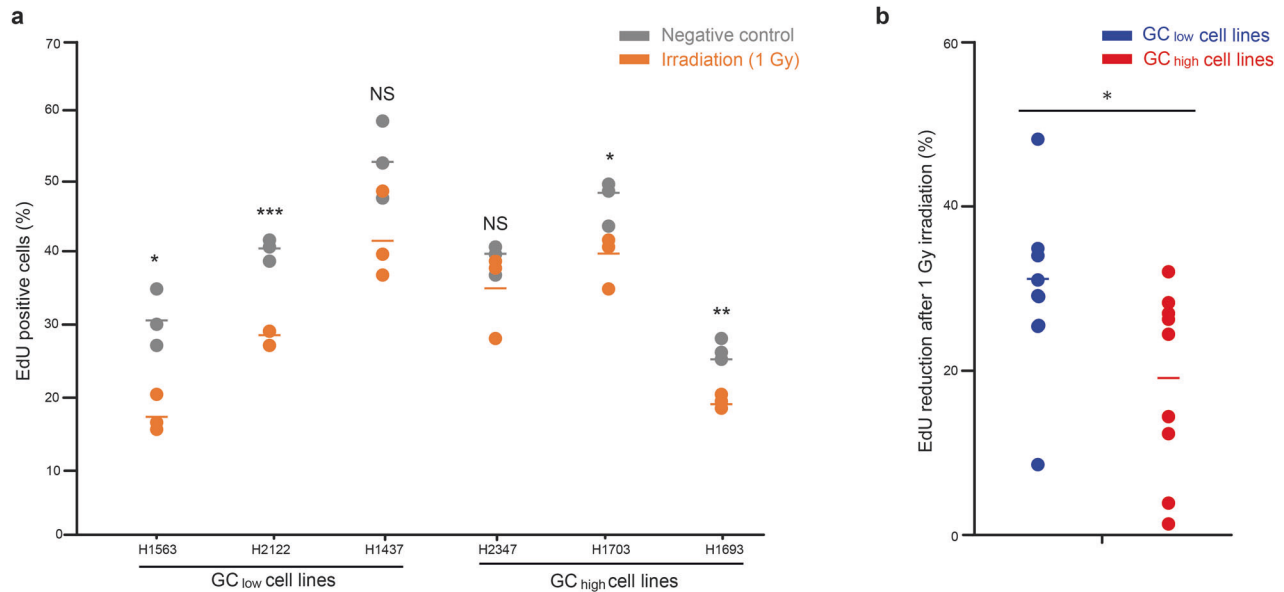 a
Negative control
Irradiation (1 Gy)
EdU positive cells (%)
70
60
50
40
30
20
10
0
NS
***
*
NS
*
**
H1563
H2122
H1437
H2347
H1703
H1693
GC low cell lines
GC high cell lines
b
GC low cell lines
GC high cell lines
EdU reduction after 1 Gy irradiation (%)
60
40
20
0
*